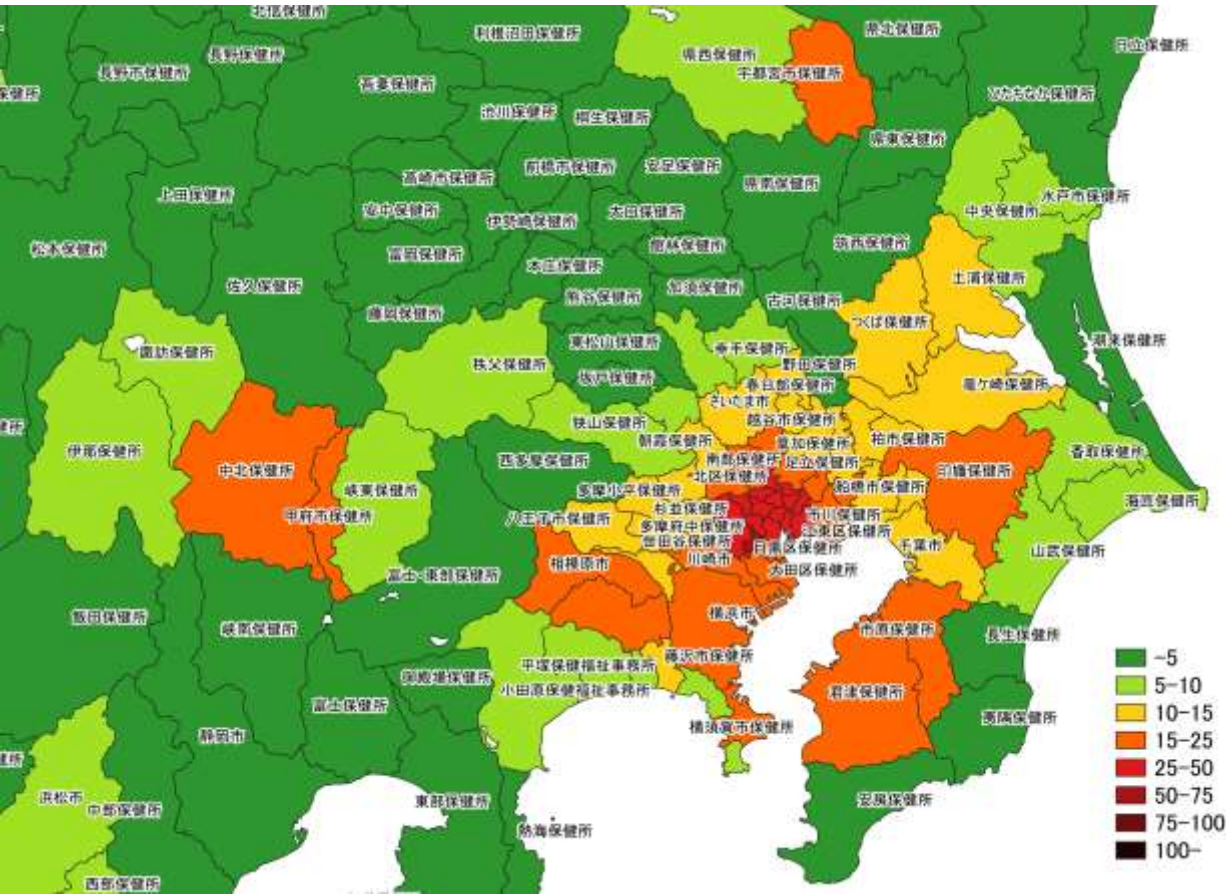 北信保健所
利根沼田保健所
県北保健所
日立保健所
長野保健所
長野市保健所
県西保健所
宇都宮市保健所
吾妻保健所
保健所
ひたちなか保健所
渋川保健所
桐生保健所
県東保健所
前橋市保健所
安足保健所
高崎市保健所
県南保健所
上田保健所
水戸市保健所
中央保健所
安中保健所
伊勢崎保健所
太田保健所
松本保健所
富岡保健所
館林保健所
筑西保健所
本庄保健所
土浦保健所
佐久保健所
熊谷保健所
加須保健所
古河保健所
藤岡保健所
つくば保健所
東松山保健所
潮来保健所
諏訪保健所
秩父保健所
幸手保健所
野田保健所
坂戸保健所
春日部保健所
竜ケ崎保健所
さいたま市
狭山保健所
越谷市保健所
朝霞保健所
草加保健所
柏市保健所
伊那保健所
香取保健所
西多摩保健所
南部保健所
足立保健所
中北保健所
北区保健所
印旛保健所
船橋市保健所
峡東保健所
多摩小平保健所
海匝保健所
杉並保健所
甲府市保健所
八王子市保健所
市川保健所
多摩府中保健所
江東区保健所
世田谷保健所
目黒区保健所
千葉市
山武保健所
川崎市
相模原市
大田区保健所
富士・東部保健所
飯田保健所
横浜市
峡南保健所
市原保健所
長生保健所
藤沢市保健所
平塚保健福祉事務所
御殿場保健所
小田原保健福祉事務所
君津保健所
富士保健所
夷隅保健所
横須賀市保健所
静岡市
浜松市
中部保健所
東部保健所
安房保健所
熱海保健所
西部保健所
-5
5-10
10-15
15-25
25-50
50-75
75-100
100-